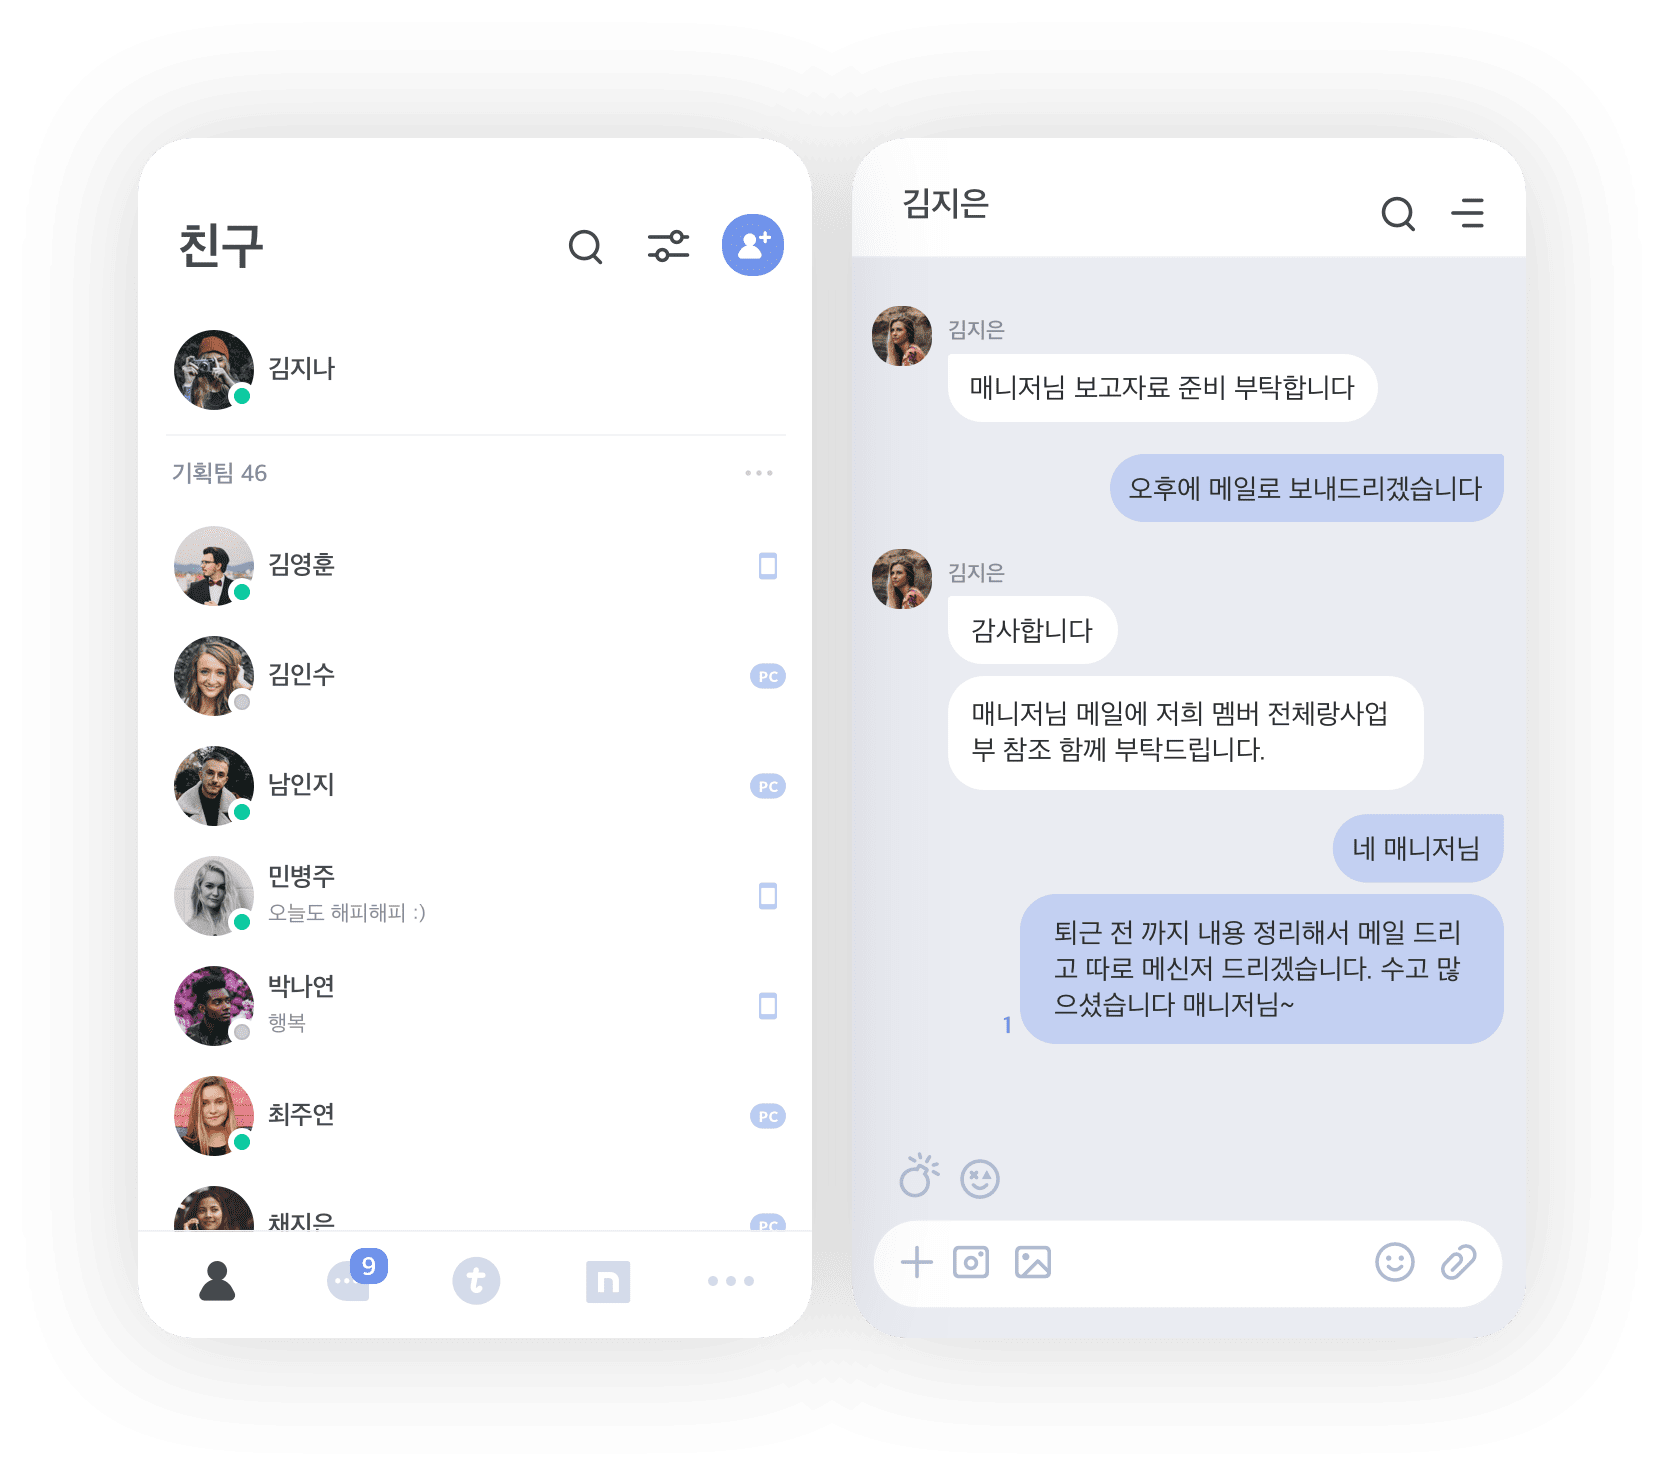 친구
김지나
기획팀 46
김영훈
김인수
PC
남인지
PC
민병주
오늘도 해피해피 :)
박나연
행복
최주연
PC
채지은
PC
9
t
n
김지은
김지은
매니저님 보고자료 준비 부탁합니다
오후에 메일로 보내드리겠습니다
김지은
감사합니다
매니저님 메일에 저희 멤버 전체랑사업
부 참조 함께 부탁드립니다.
네 매니저님
퇴근 전 까지 내용 정리해서 메일 드리
고 따로 메신저 드리겠습니다. 수고 많
으셨습니다 매니저님~
1